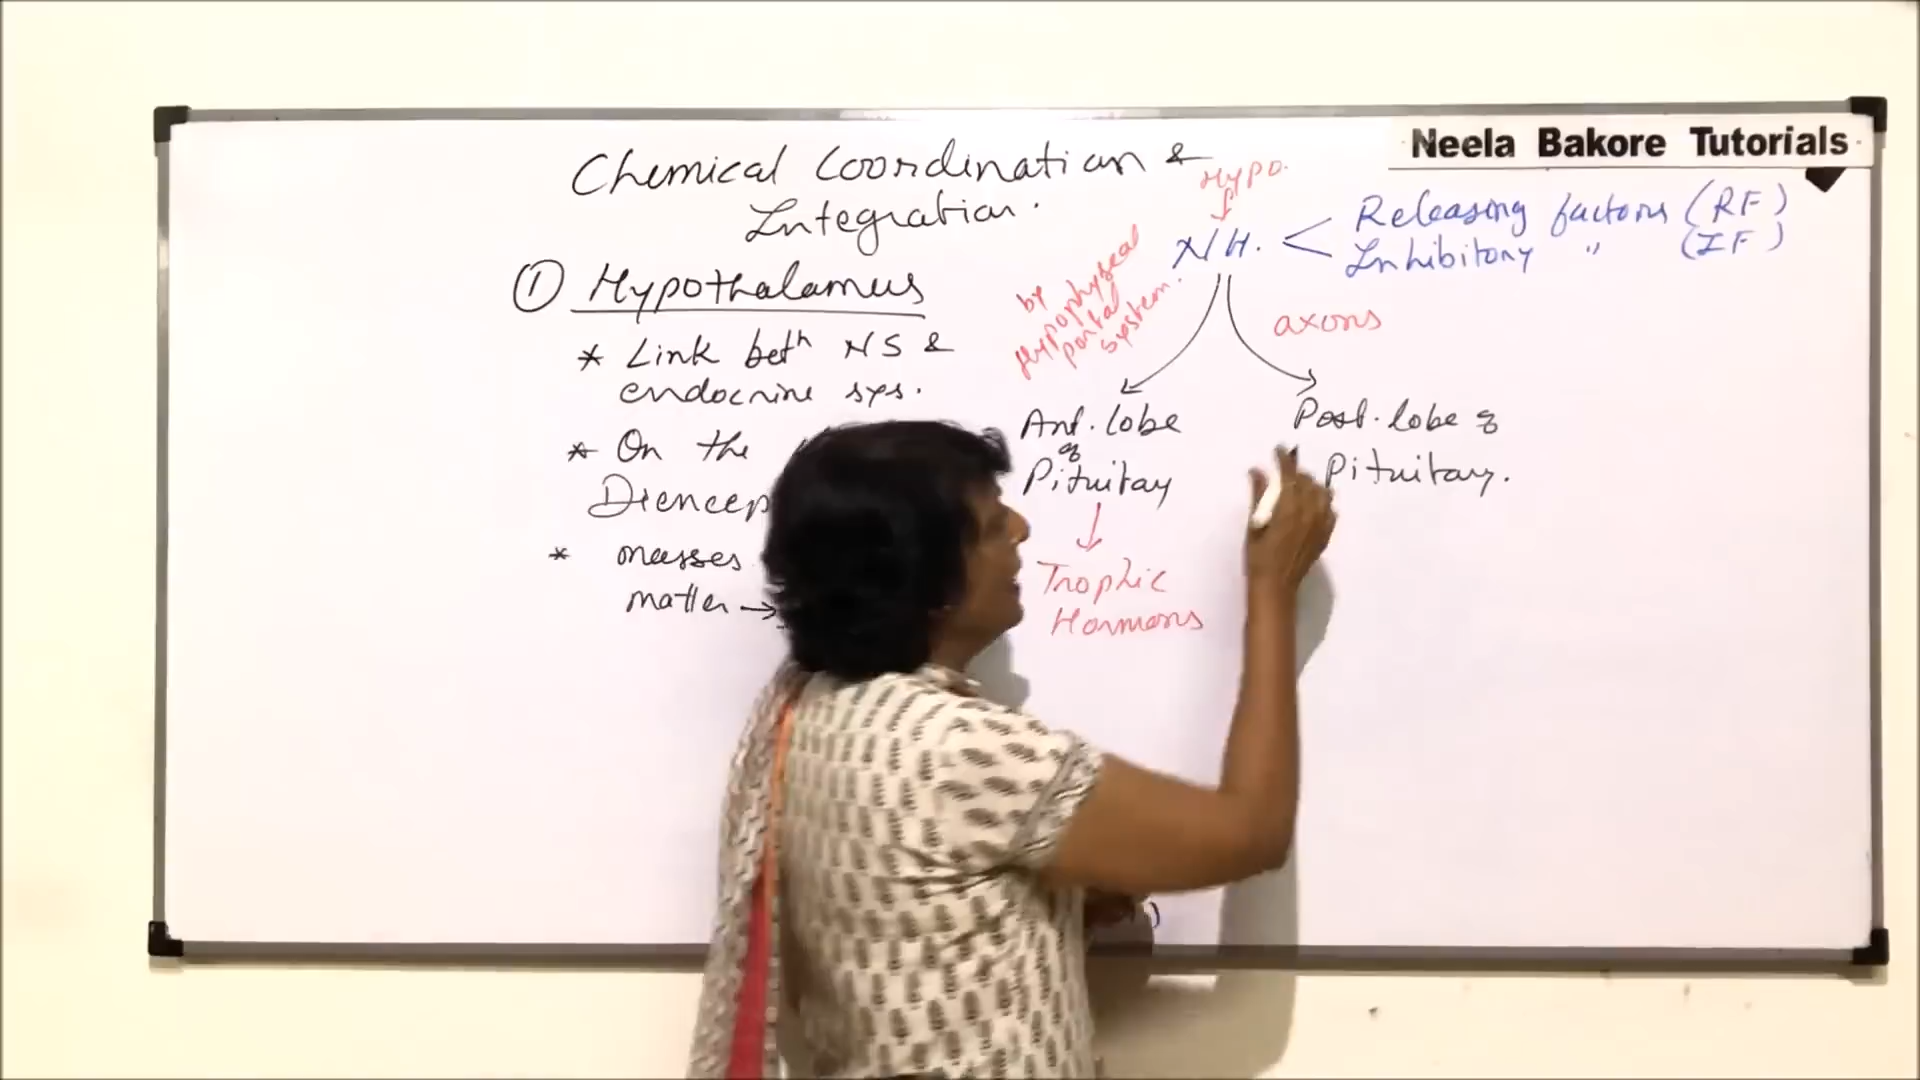 Neela Bakore Tutorials
Chemical Coordination &
Integration.
① Hypothalamus
* Link betⁿ NS &
endocrine sys.
* On the
Diencep
* masses
matter →
Hypo.
NH.
Releasing factors (RF)
Inhibitory " (IF)
by
Hypophyseal
portal
system.
axons
Ant. lobe
of
Pituitary
Trophic
Hormons
Post. lobe of
Pituitary.